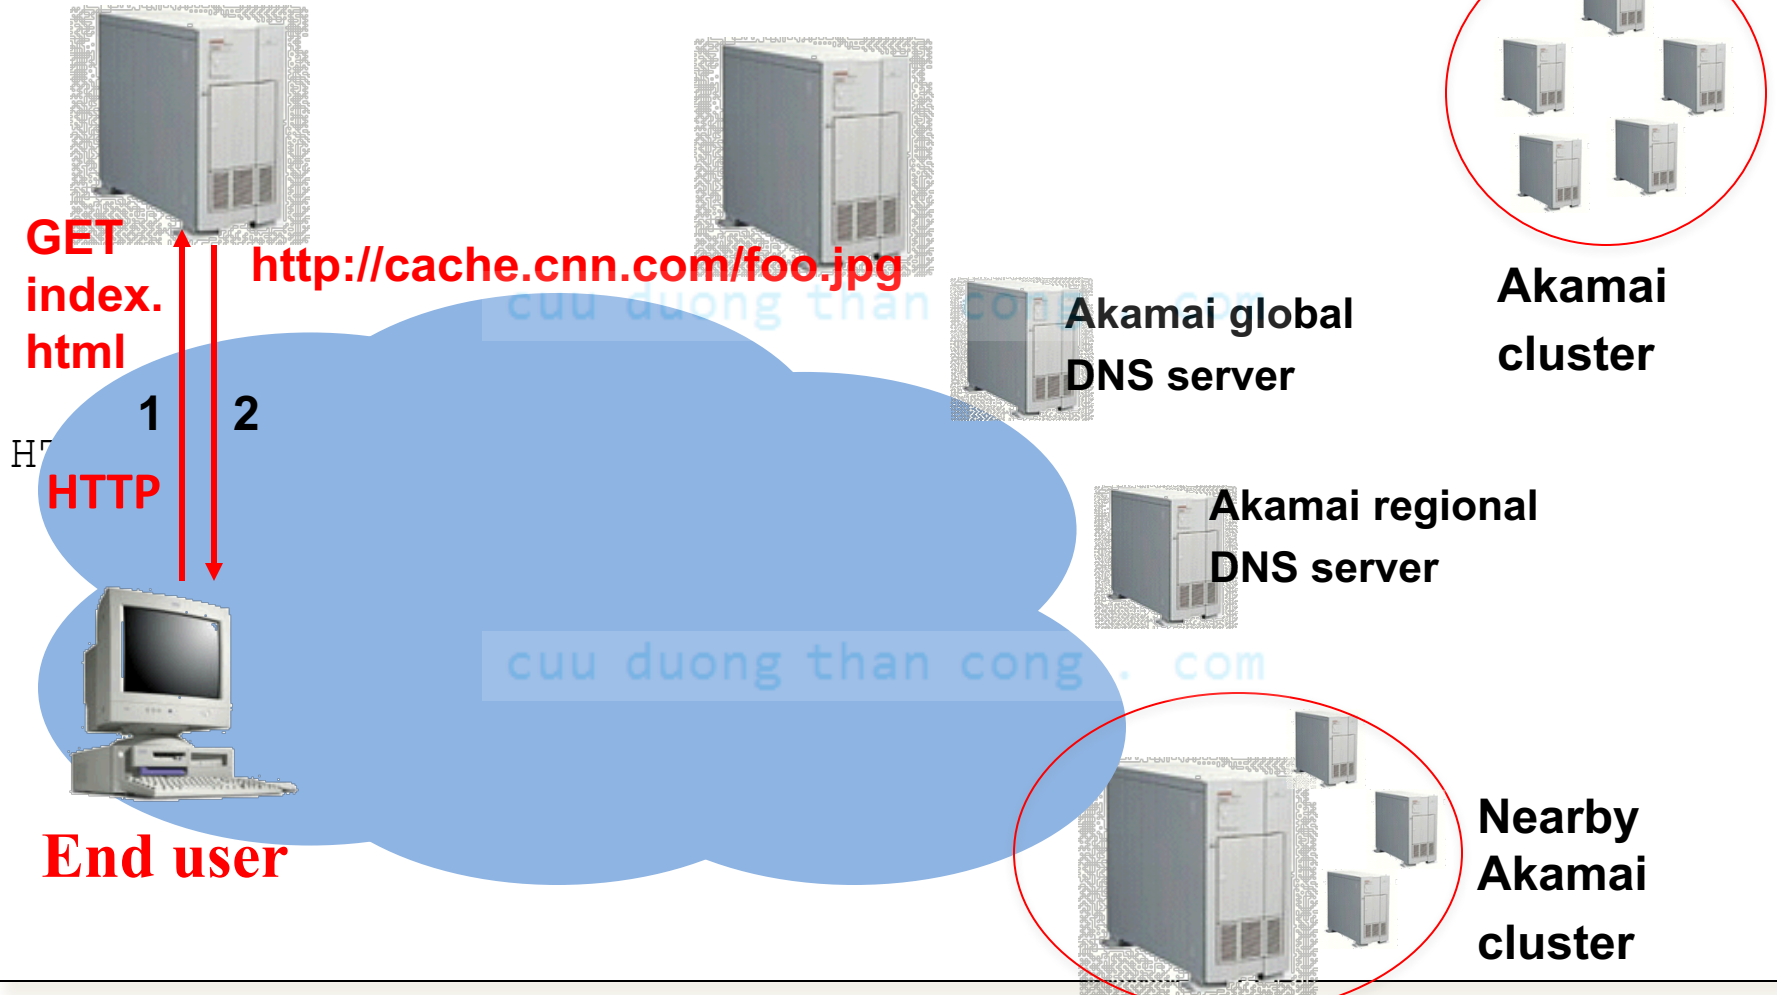 GET
index.
html
http://cache.cnn.com/foo.jpg
cuu duong than cong . com
Akamai global
DNS server
Akamai
cluster
1
2
HTTP
Akamai regional
DNS server
cuu duong than cong . com
End user
Nearby
Akamai
cluster